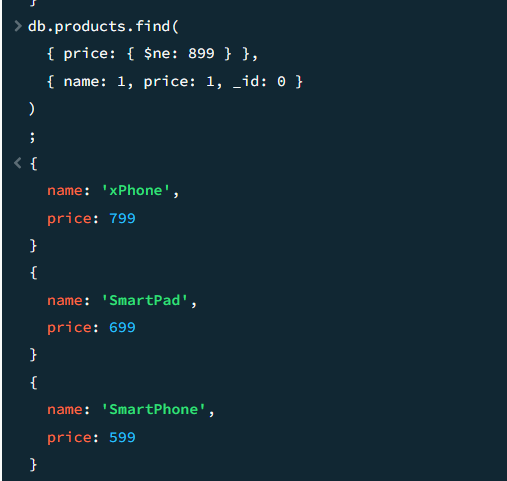 }
> db.products.find(
{ price: { $ne: 899 } },
{ name: 1, price: 1, _id: 0 }
)
;
< {
name: 'xPhone',
price: 799
}
{
name: 'SmartPad',
price: 699
}
{
name: 'SmartPhone',
price: 599
}